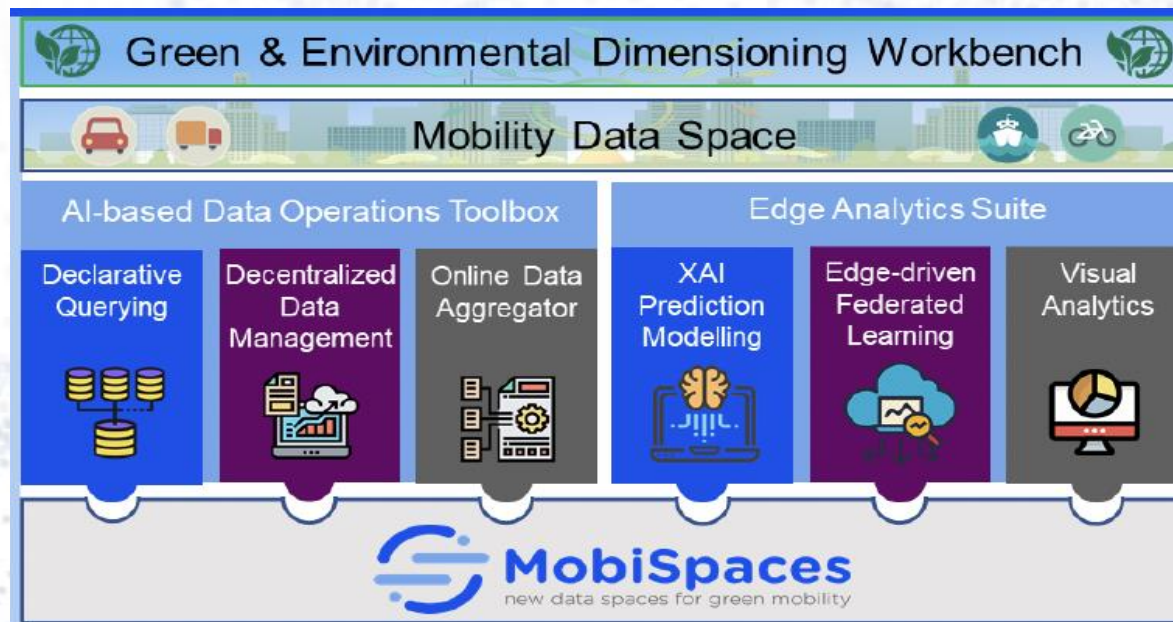 Green & Environmental Dimensioning Workbench
Mobility Data Space
AI-based Data Operations Toolbox
Edge Analytics Suite
Declarative
Querying
Decentralized
Data
Management
Online Data
Aggregator
XAI
Prediction
Modelling
Edge-driven
Federated
Learning
Visual
Analytics
MobiSpaces
new data spaces for green mobility